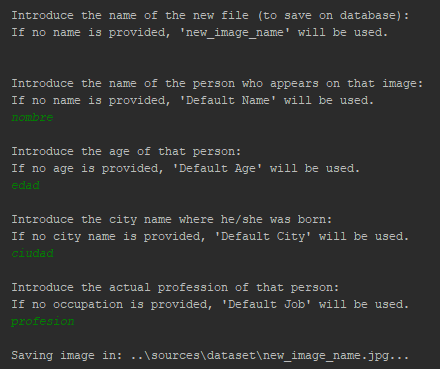 Introduce the name of the new file (to save on database):
If no name is provided, 'new_image_name' will be used.
Introduce the name of the person who appears on that image:
If no name is provided, 'Default Name' will be used.
nombre
Introduce the age of that person:
If no age is provided, 'Default Age' will be used.
edad
Introduce the city name where he/she was born:
If no city name is provided, 'Default City' will be used.
ciudad
Introduce the actual profession of that person:
If no occupation is provided, 'Default Job' will be used.
profesion
Saving image in: ..\sources\dataset\new_image_name.jpg...